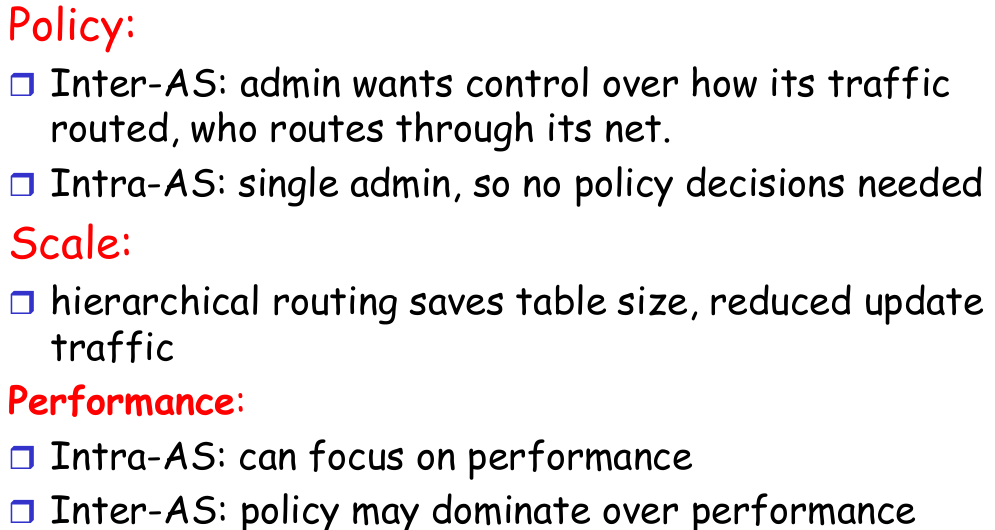 Policy:
❒ Inter-AS: admin wants control over how its traffic
routed, who routes through its net.
❒ Intra-AS: single admin, so no policy decisions needed
Scale:
❒ hierarchical routing saves table size, reduced update
traffic
Performance:
❒ Intra-AS: can focus on performance
❒ Inter-AS: policy may dominate over performance